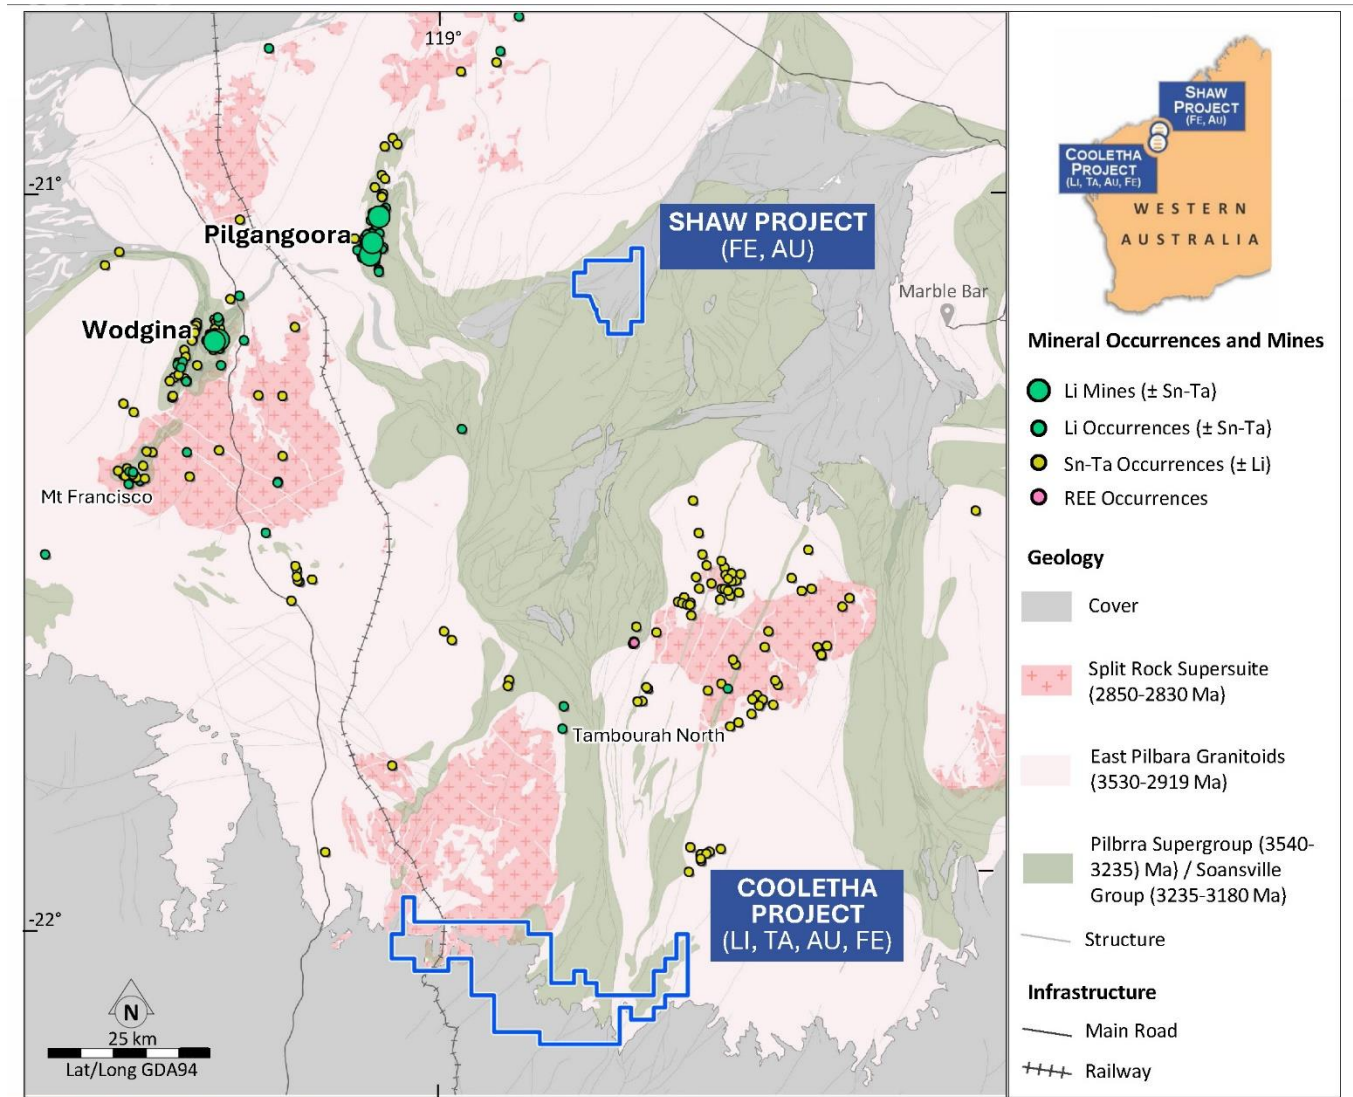 119°
-21°
Pilgangoora
SHAW PROJECT
(FE, AU)
Marble Bar
Wodgina
Mt Francisco
Tambourah North
COOLETHA
PROJECT
(LI, TA, AU, FE)
-22°
N
25 km
Lat/Long GDA94
SHAW
PROJECT
(FE, AU)
COOLETHA
PROJECT
(LI, TA, AU, FE)
WESTERN
AUSTRALIA
Mineral Occurrences and Mines
Li Mines (± Sn-Ta)
Li Occurrences (± Sn-Ta)
Sn-Ta Occurrences (± Li)
REE Occurrences
Geology
Cover
Split Rock Supersuite
(2850-2830 Ma)
East Pilbara Granitoids
(3530-2919 Ma)
Pilbrra Supergroup (3540-
3235) Ma) / Soansville
Group (3235-3180 Ma)
Structure
Infrastructure
Main Road
Railway